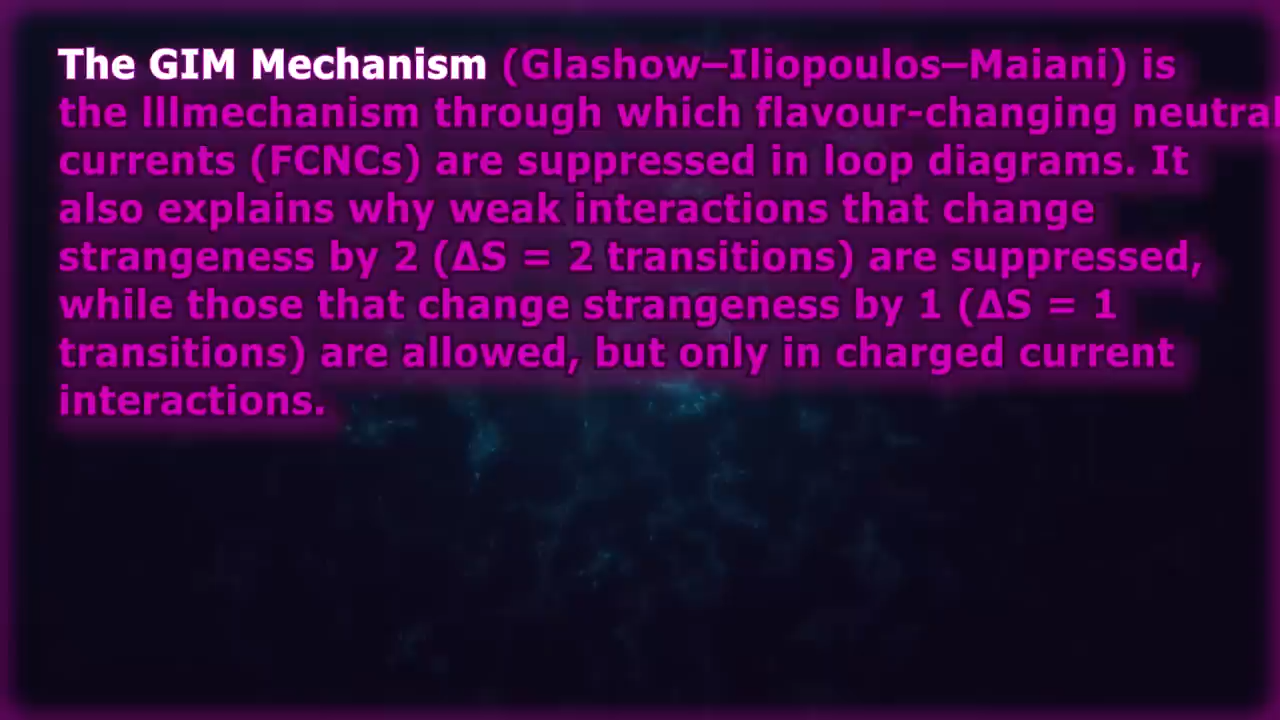 The GIM Mechanism (Glashow–Iliopoulos–Maiani) is
the lllmechanism through which flavour-changing neutral
currents (FCNCs) are suppressed in loop diagrams. It
also explains why weak interactions that change
strangeness by 2 (ΔS = 2 transitions) are suppressed,
while those that change strangeness by 1 (ΔS = 1
transitions) are allowed, but only in charged current
interactions.